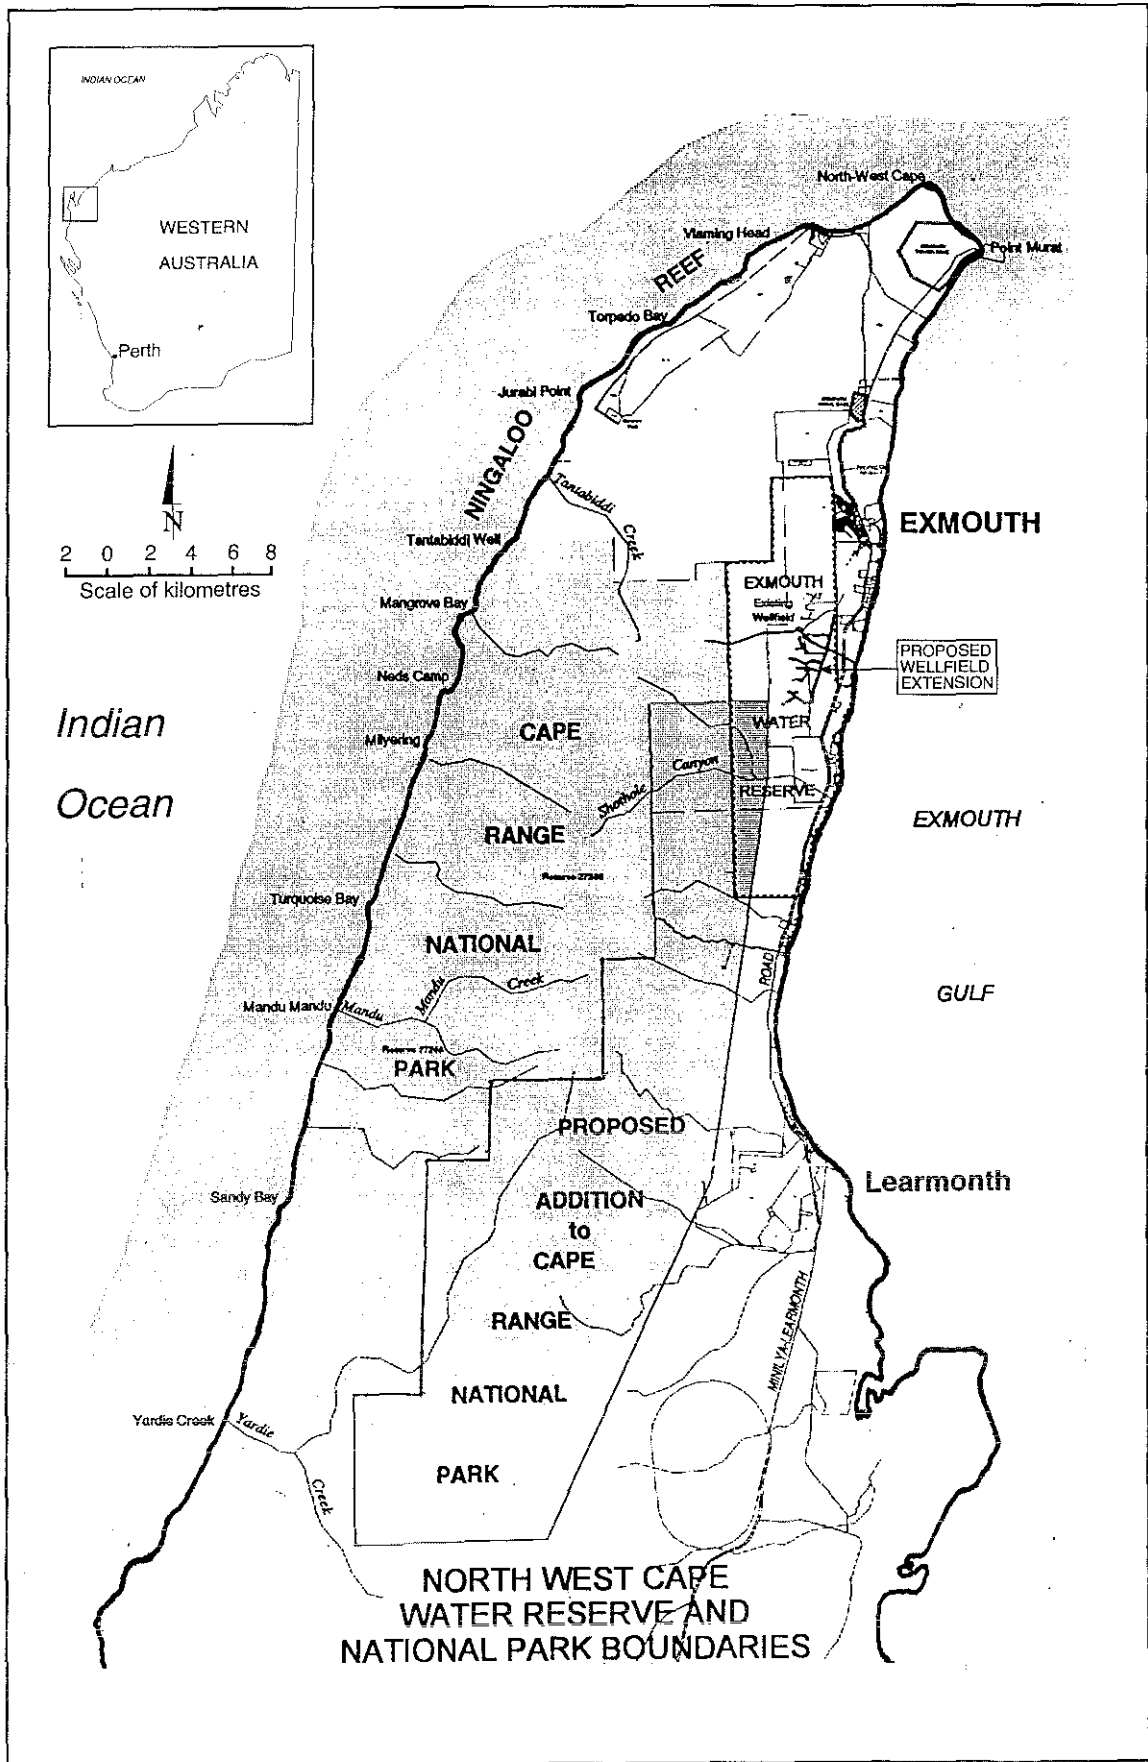 INDIAN OCEAN
WESTERN
AUSTRALIA
Perth
N
2 0 2 4 6 8
Scale of kilometres
North-West Cape
Vlaming Head
Point Murat
REEF
Torpedo Bay
Jurabi Point
NINGALOO
Tantabiddi
Creek
EXMOUTH
Tantabiddi Well
EXMOUTH
Existing
Wellfield
Mangrove Bay
PROPOSED
WELLFIELD
EXTENSION
Neds Camp
Indian
Ocean
CAPE
WATER
Milyering
Canyon
Shothole
RESERVE
EXMOUTH
RANGE
Reserve 27288
Turquoise Bay
NATIONAL
ROAD
GULF
Mandu Mandu
Mandu
Mandu
Creek
PARK
PROPOSED
Learmonth
Sandy Bay
ADDITION
to
CAPE
RANGE
MINILYA-LEARMONTH
NATIONAL
Yardie Creek
Yardie
Creek
PARK
NORTH WEST CAPE
WATER RESERVE AND
NATIONAL PARK BOUNDARIES